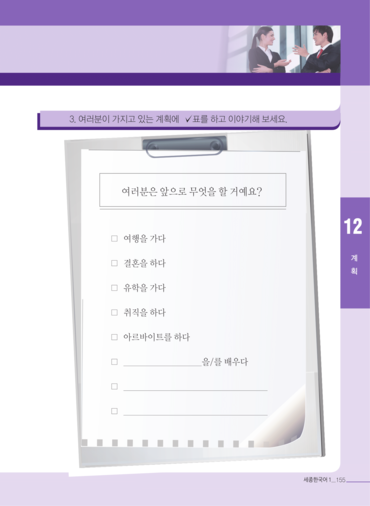 3. 여러분이 가지고 있는 계획에 ✓표를 하고 이야기해 보세요.
여러분은 앞으로 무엇을 할 거예요?
□ 여행을 가다
□ 결혼을 하다
□ 유학을 가다
□ 취직을 하다
□ 아르바이트를 하다
□ ______________을/를 배우다
□ __________________________
□ __________________________
12
계
획
세종한국어 1 _ 155